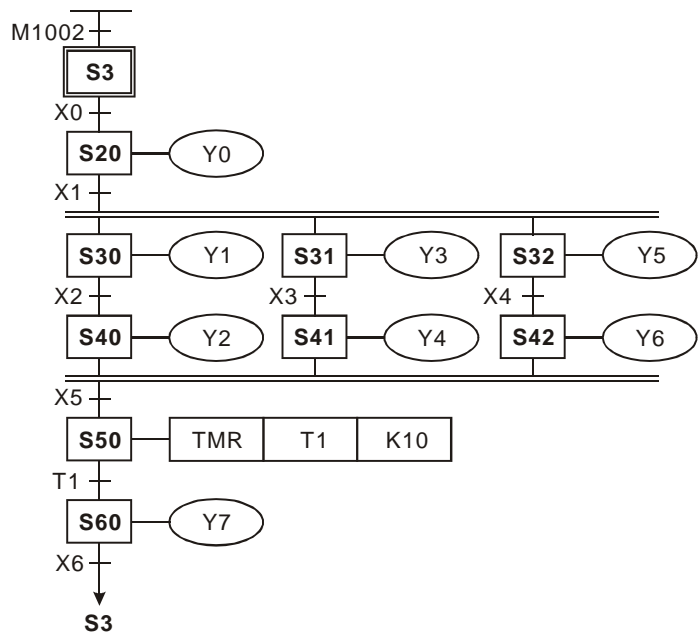 M1002
S3
X0
S20 Y0
X1
S30 Y1 S31 Y3 S32 Y5
X2 X3 X4
S40 Y2 S41 Y4 S42 Y6
X5
S50 TMR T1 K10
T1
S60 Y7
X6
S3